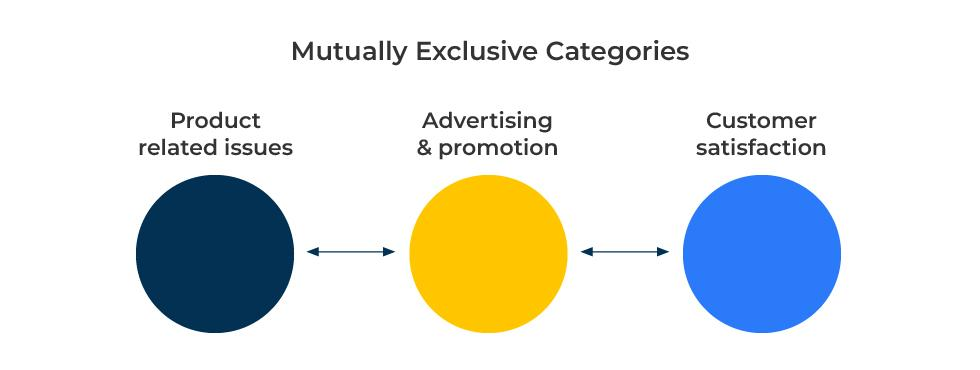 Mutually Exclusive Categories
Product
related issues
Advertising
& promotion
Customer
satisfaction